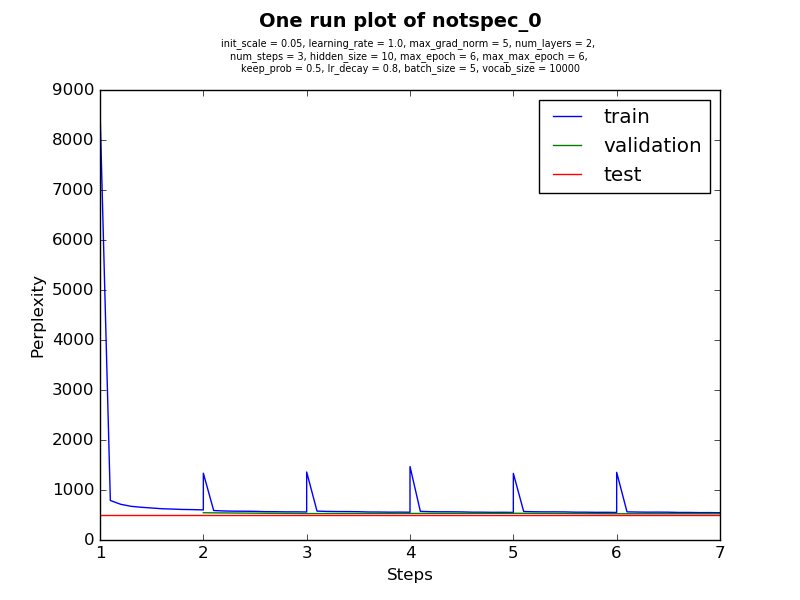 One run plot of notspec_0
init_scale = 0.05, learning_rate = 1.0, max_grad_norm = 5, num_layers = 2,
num_steps = 3, hidden_size = 10, max_epoch = 6, max_max_epoch = 6,
keep_prob = 0.5, lr_decay = 0.8, batch_size = 5, vocab_size = 10000
9000
8000
7000
6000
5000
4000
3000
2000
1000
0
Perplexity
train
validation
test
1 2 3 4 5 6 7
Steps